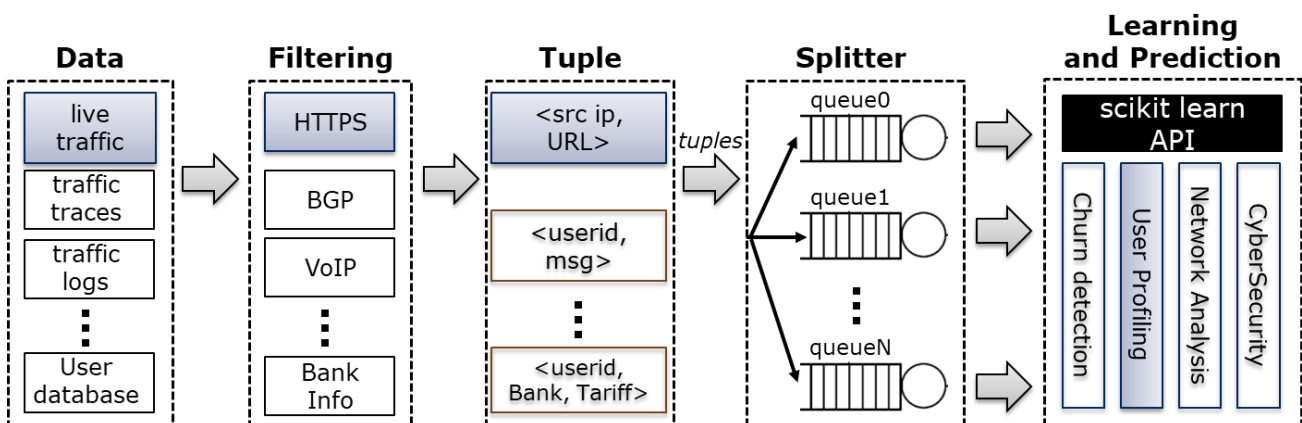 Data
live
traffic
traffic
traces
traffic
logs
User
database
Filtering
HTTPS
BGP
VoIP
Bank
Info
Tuple
<src ip,
URL>
<userid,
msg>
<userid,
Bank, Tariff>
tuples
Splitter
queue0
queue1
queueN
Learning
and Prediction
scikit learn
API
Churn detection
User Profiling
Network Analysis
CyberSecurity